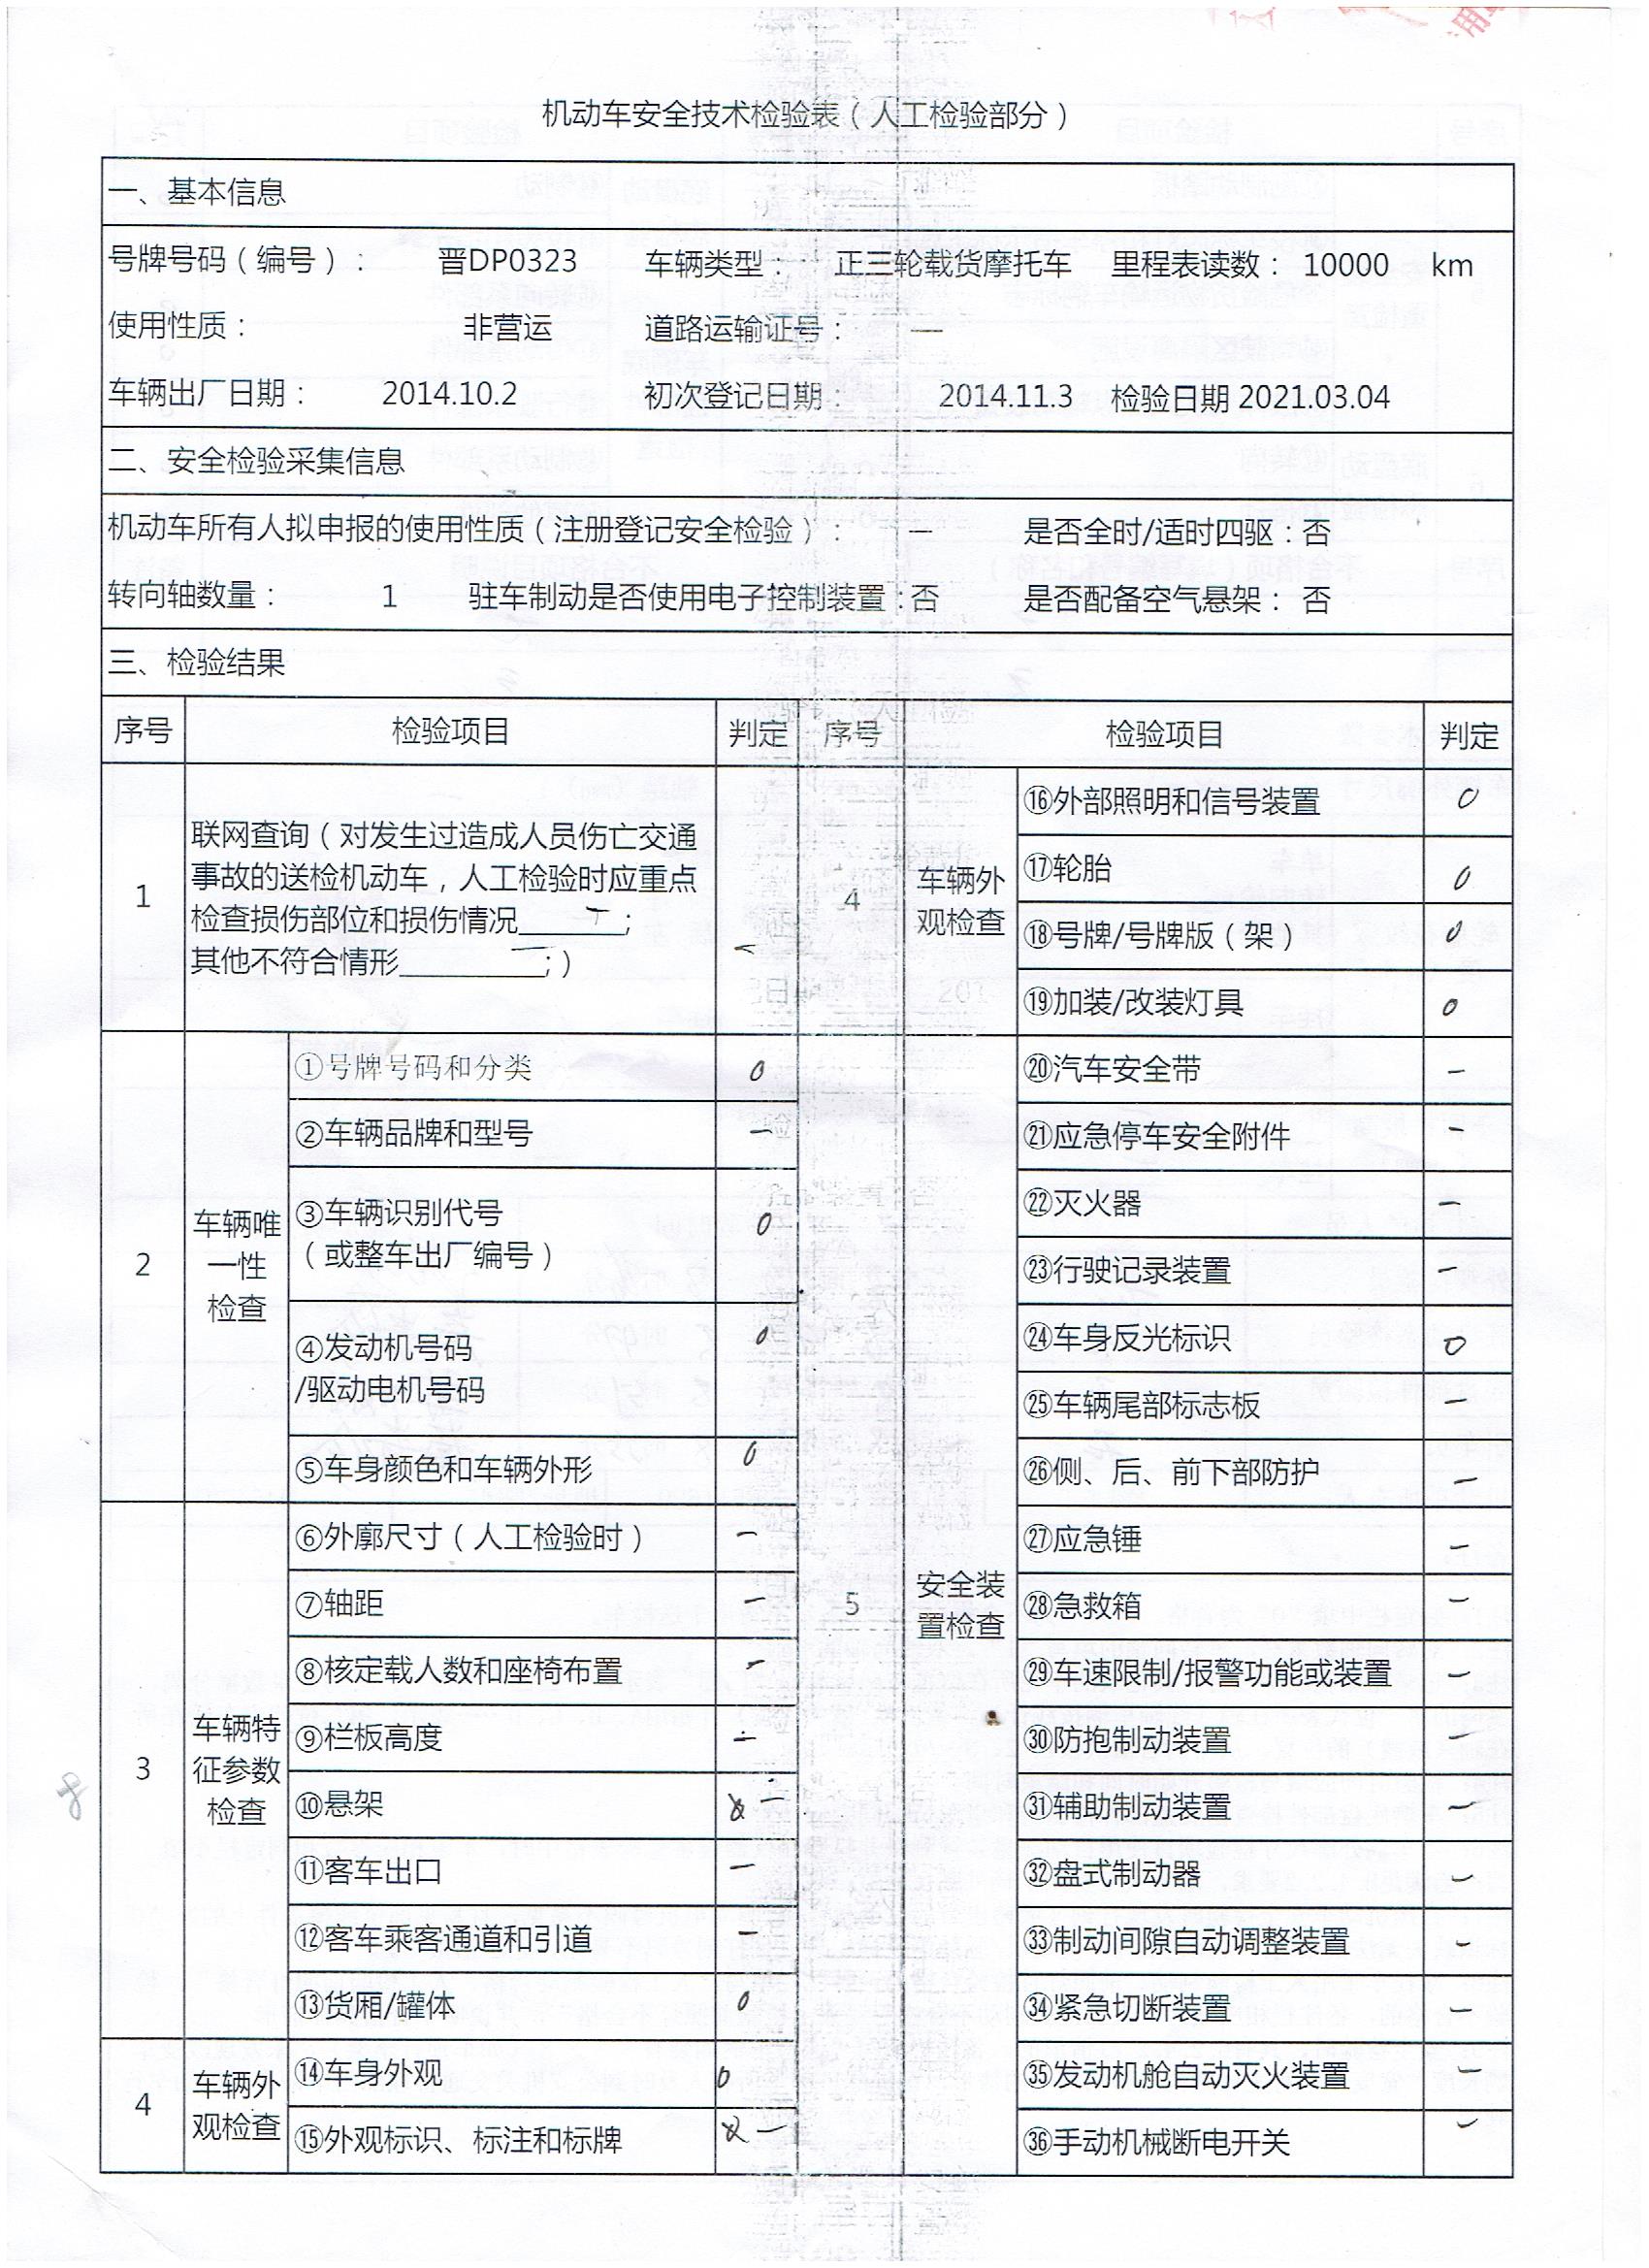 机动车安全技术检验表（人工检验部分）
一、基本信息
号牌号码（编号）： 晋DP0323 车辆类型： 正三轮载货摩托车 里程表读数： 10000 km
使用性质： 非营运 道路运输证号： —
车辆出厂日期： 2014.10.2 初次登记日期： 2014.11.3 检验日期 2021.03.04
二、安全检验采集信息
机动车所有人拟申报的使用性质（注册登记安全检验）： — 是否全时/适时四驱：否
转向轴数量： 1 驻车制动是否使用电子控制装置：否 是否配备空气悬架： 否
三、检验结果
序号 检验项目 判定 序号 检验项目 判定
1
联网查询（对发生过造成人员伤亡交通
事故的送检机动车，人工检验时应重点
检查损伤部位和损伤情况______；
其他不符合情形________；） —
2
车辆唯
一性
检查
①号牌号码和分类 0
②车辆品牌和型号 —
③车辆识别代号
（或整车出厂编号） 0
④发动机号码
/驱动电机号码 0
⑤车身颜色和车辆外形 0
3
车辆特
征参数
检查
⑥外廓尺寸（人工检验时） —
⑦轴距 —
⑧核定载人数和座椅布置 —
⑨栏板高度 —
⑩悬架 —
⑪客车出口 —
⑫客车乘客通道和引道 —
⑬货厢/罐体 0
4
车辆外
观检查
⑭车身外观 0
⑮外观标识、标注和标牌 —
4
车辆外
观检查
⑯外部照明和信号装置 0
⑰轮胎 0
⑱号牌/号牌版（架） 0
⑲加装/改装灯具 0
5
安全装
置检查
⑳汽车安全带 —
㉑应急停车安全附件 —
㉒灭火器 —
㉓行驶记录装置 —
㉔车身反光标识 0
㉕车辆尾部标志板 —
㉖侧、后、前下部防护 —
㉗应急锤 —
㉘急救箱 —
㉙车速限制/报警功能或装置 —
㉚防抱制动装置 —
㉛辅助制动装置 —
㉜盘式制动器 —
㉝制动间隙自动调整装置 —
㉞紧急切断装置 —
㉟发动机舱自动灭火装置 —
㊱手动机械断电开关 —